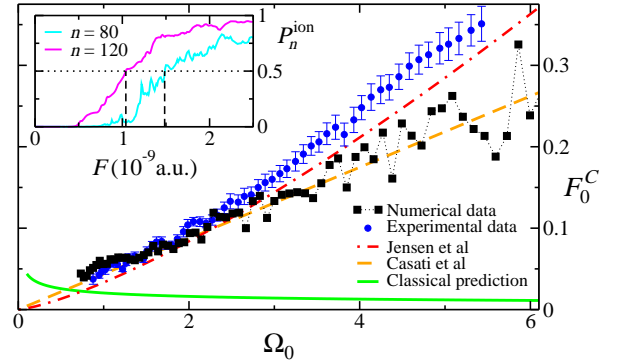 n = 80
n = 120
P_n^ion
1
0.5
0
0
1
2
F (10^-9 a.u.)
0.3
0.2
0.1
0
F_0^C
Numerical data
Experimental data
Jensen et al
Casati et al
Classical prediction
0
2
4
6
Ω_0